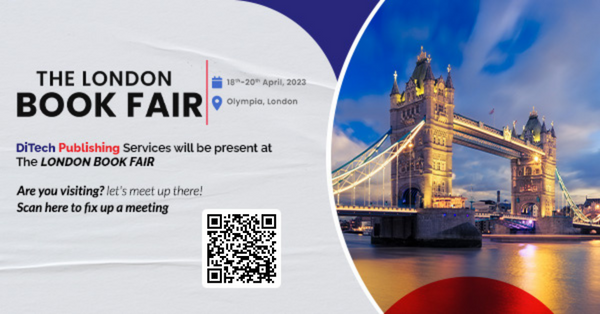 THE LONDON
BOOK FAIR
18th-20th April, 2023
Olympia, London
DiTech Publishing Services will be present at
The LONDON BOOK FAIR
Are you visiting? let's meet up there!
Scan here to fix up a meeting